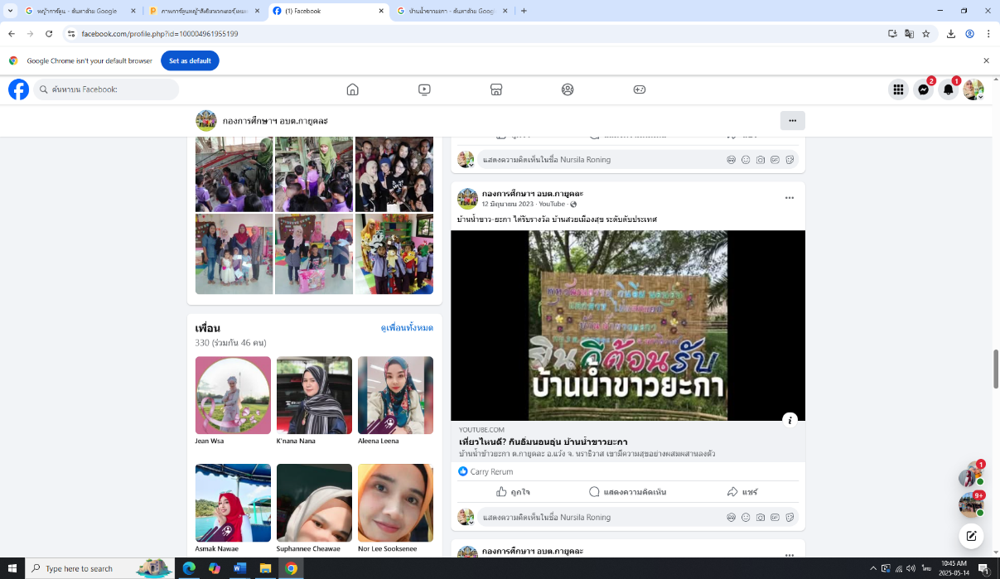 หญ้าการ์ตูน - ค้นหาด้วย Google
ภาพการ์ตูนหญ้าสีเขียวเวกเตอร์
(1) Facebook
บ้านน้ำขาวยะกา - ค้นหาด้วย Google
facebook.com/profile.php?id=100004961955199
Google Chrome isn't your default browser
Set as default
ค้นหาบน Facebook
2
1
กองการศึกษาฯ อบต.กายูคละ
แสดงความคิดเห็นในชื่อ Nursila Roning
กองการศึกษาฯ อบต.กายูคละ
12 มิถุนายน 2023 · YouTube
บ้านน้ำขาว-ยะกา ได้รับรางวัล บ้านสวยเมืองสุข ระดับดับประเทศ
ยินดีต้อนรับ
บ้านน้ำขาวยะกา
YOUTUBE.COM
เที่ยวไหนดี? กินอิ่มนอนอุ่น บ้านน้ำขาวยะกา
บ้านน้ำข้าวยะกา ต.กายูคละ อ.แว้ง จ. นราธิวาส เขามีความสุขอย่างผสมผสานลงตัว
Carry Rerum
ถูกใจ
แสดงความคิดเห็น
แชร์
แสดงความคิดเห็นในชื่อ Nursila Roning
กองการศึกษาฯ อบต.กายูคละ
เพื่อน
ดูเพื่อนทั้งหมด
330 (ร่วมกัน 46 คน)
Jean Wsa
K'nana Nana
Aleena Leena
Asmak Nawae
Suphannee Cheawae
Nor Lee Sooksenee
1
9+
Type here to search
ไทย
10:45 AM
2025-05-14
1